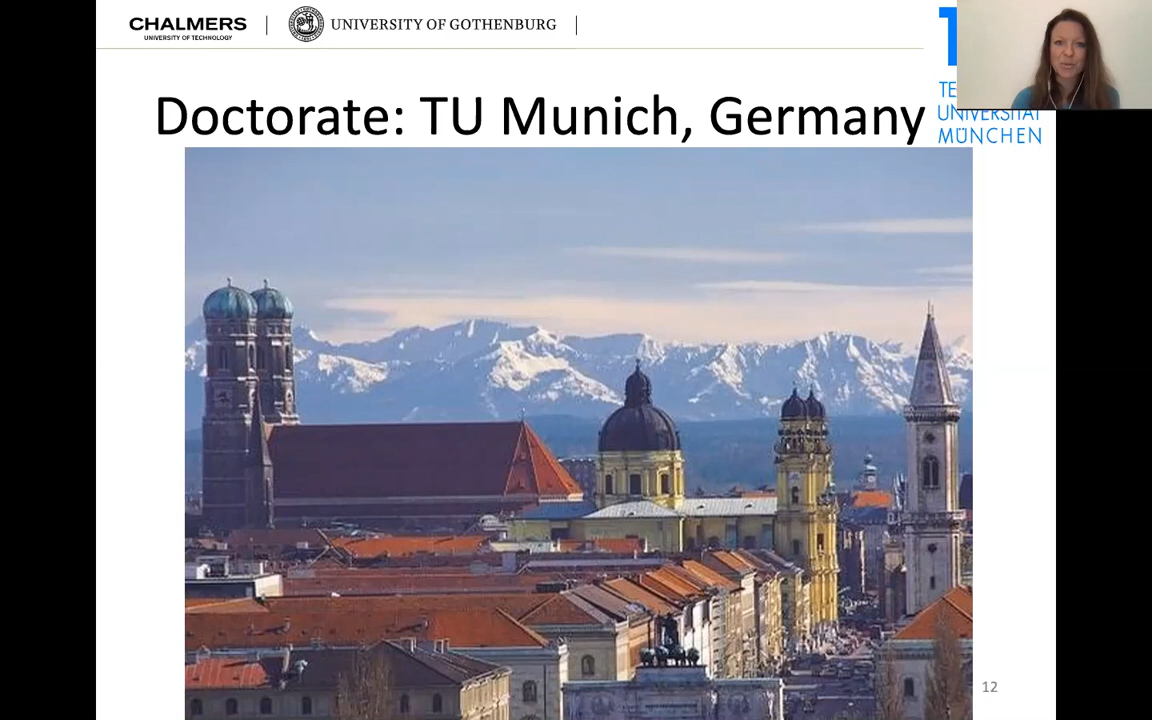 CHALMERS
UNIVERSITY OF TECHNOLOGY
UNIVERSITY OF GOTHENBURG
Doctorate: TU Munich, Germany
MÜNCHEN
12